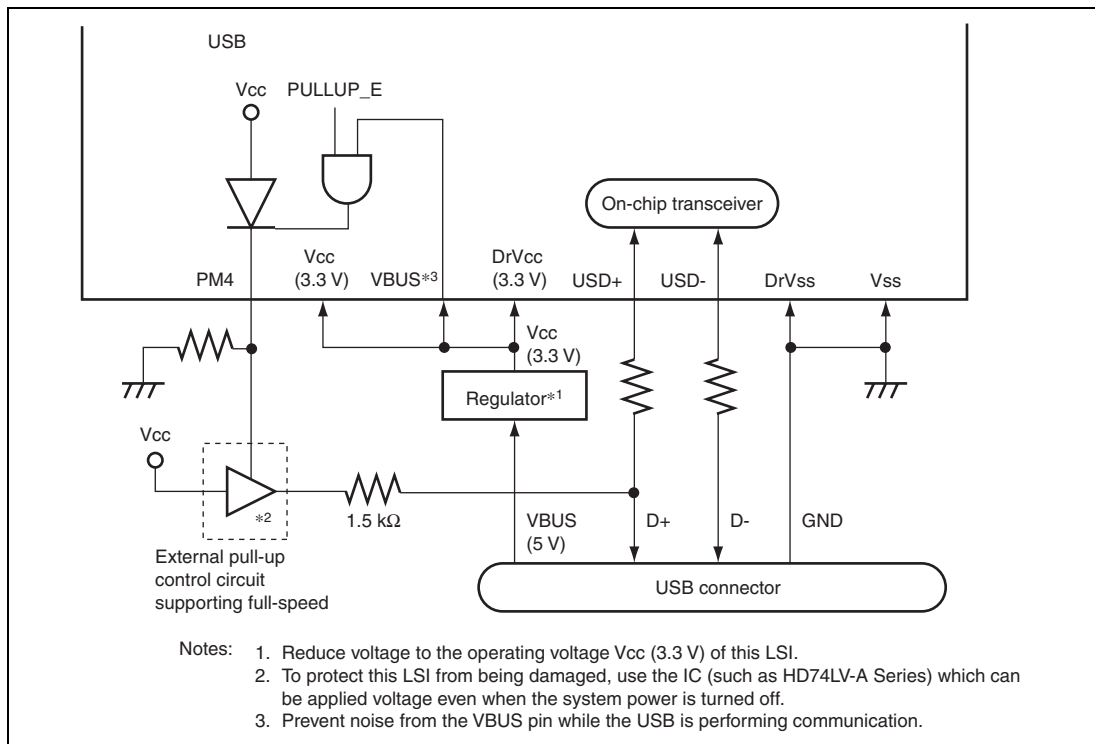 USB
Vcc
PULLUP_E
On-chip transceiver
PM4
Vcc
(3.3 V)
VBUS*3
DrVcc
(3.3 V)
USD+
USD-
DrVss
Vss
Vcc
(3.3 V)
Regulator*1
Vcc
*2
1.5 kΩ
External pull-up
control circuit
supporting full-speed
VBUS
(5 V)
D+
D-
GND
USB connector
Notes: 1. Reduce voltage to the operating voltage Vcc (3.3 V) of this LSI.
2. To protect this LSI from being damaged, use the IC (such as HD74LV-A Series) which can
be applied voltage even when the system power is turned off.
3. Prevent noise from the VBUS pin while the USB is performing communication.